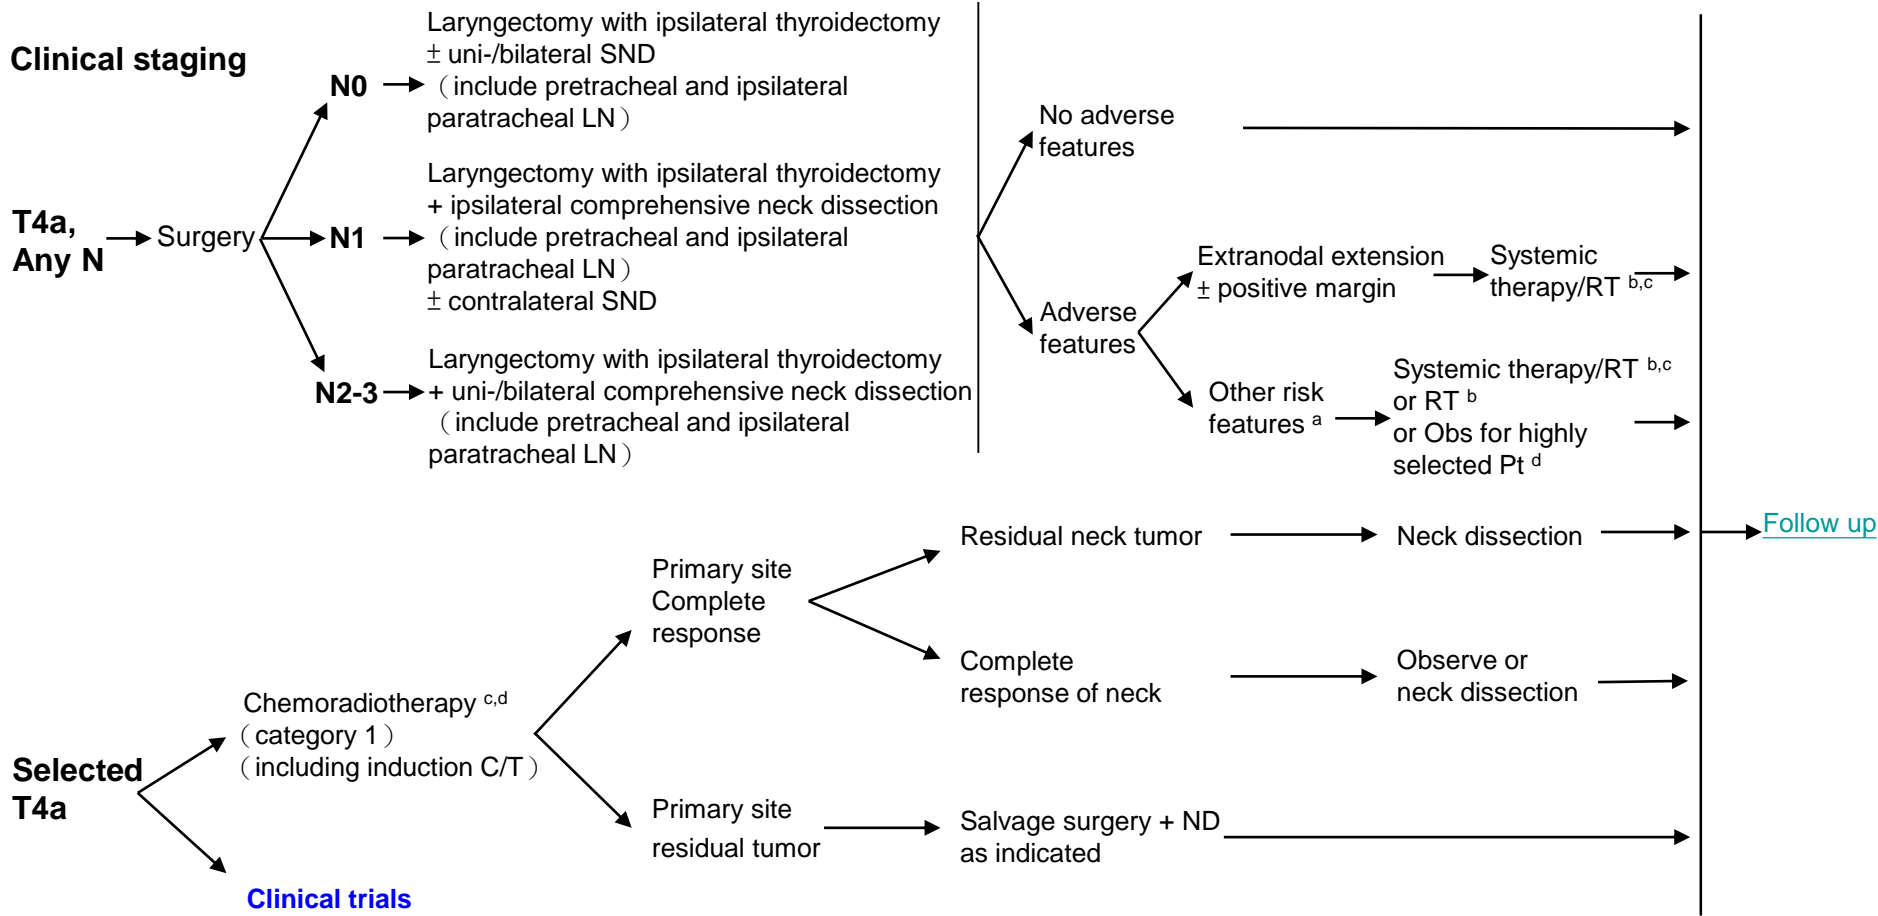 Clinical staging
T4a,
Any N
Surgery
N0
Laryngectomy with ipsilateral thyroidectomy
± uni-/bilateral SND
（include pretracheal and ipsilateral
paratracheal LN）
N1
Laryngectomy with ipsilateral thyroidectomy
+ ipsilateral comprehensive neck dissection
（include pretracheal and ipsilateral
paratracheal LN）
± contralateral SND
N2-3
Laryngectomy with ipsilateral thyroidectomy
+ uni-/bilateral comprehensive neck dissection
（include pretracheal and ipsilateral
paratracheal LN）
No adverse
features
Adverse
features
Extranodal extension
± positive margin
Systemic
therapy/RT b,c
Other risk
features a
Systemic therapy/RT b,c
or RT b
or Obs for highly
selected Pt d
Selected
T4a
Chemoradiotherapy c,d
（category 1）
（including induction C/T）
Clinical trials
Primary site
Complete
response
Residual neck tumor
Neck dissection
Complete
response of neck
Observe or
neck dissection
Primary site
residual tumor
Salvage surgery + ND
as indicated
Follow up